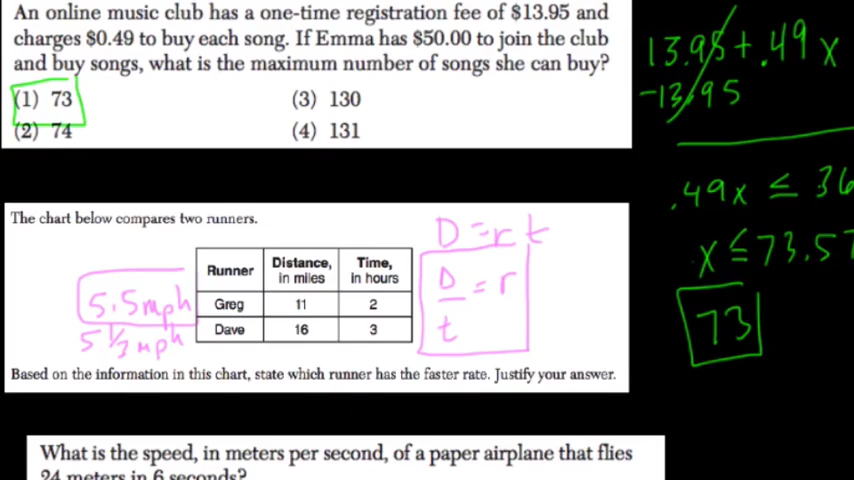 An online music club has a one-time registration fee of $13.95 and
charges $0.49 to buy each song. If Emma has $50.00 to join the club
and buy songs, what is the maximum number of songs she can buy?
(1) 73 (3) 130
(2) 74 (4) 131
13.95 + .49x
-13.95
.49x ≤ 36
x ≤ 73.57
73
The chart below compares two runners.
D = rt
D/t = r
Runner Distance, in miles Time, in hours
5.5mph Greg 11 2
5 1/3 mph Dave 16 3
Based on the information in this chart, state which runner has the faster rate. Justify your answer.
What is the speed, in meters per second, of a paper airplane that flies
24 meters in 6 seconds?